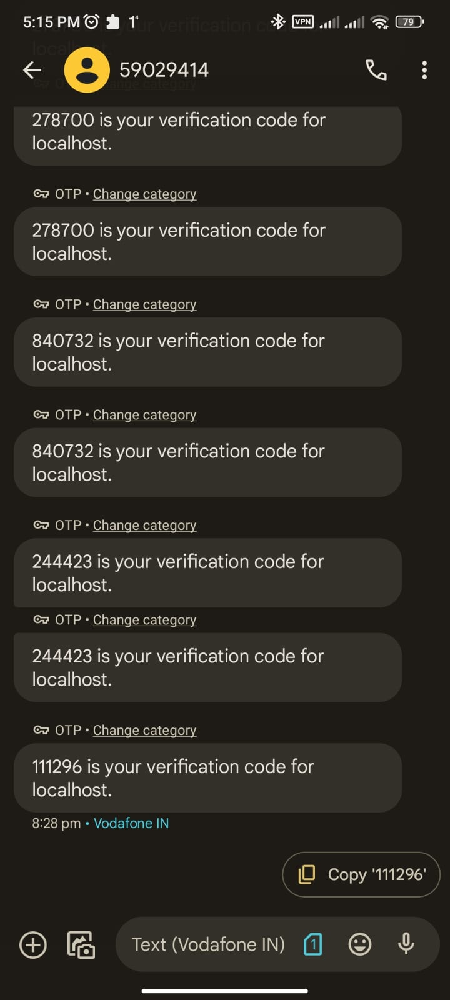 5:15 PM 1 VPN 79
59029414
278700 is your verification code for
localhost.
OTP • Change category
278700 is your verification code for
localhost.
OTP • Change category
840732 is your verification code for
localhost.
OTP • Change category
840732 is your verification code for
localhost.
OTP • Change category
244423 is your verification code for
localhost.
OTP • Change category
244423 is your verification code for
localhost.
OTP • Change category
111296 is your verification code for
localhost.
8:28 pm • Vodafone IN
Copy '111296'
Text (Vodafone IN) 1